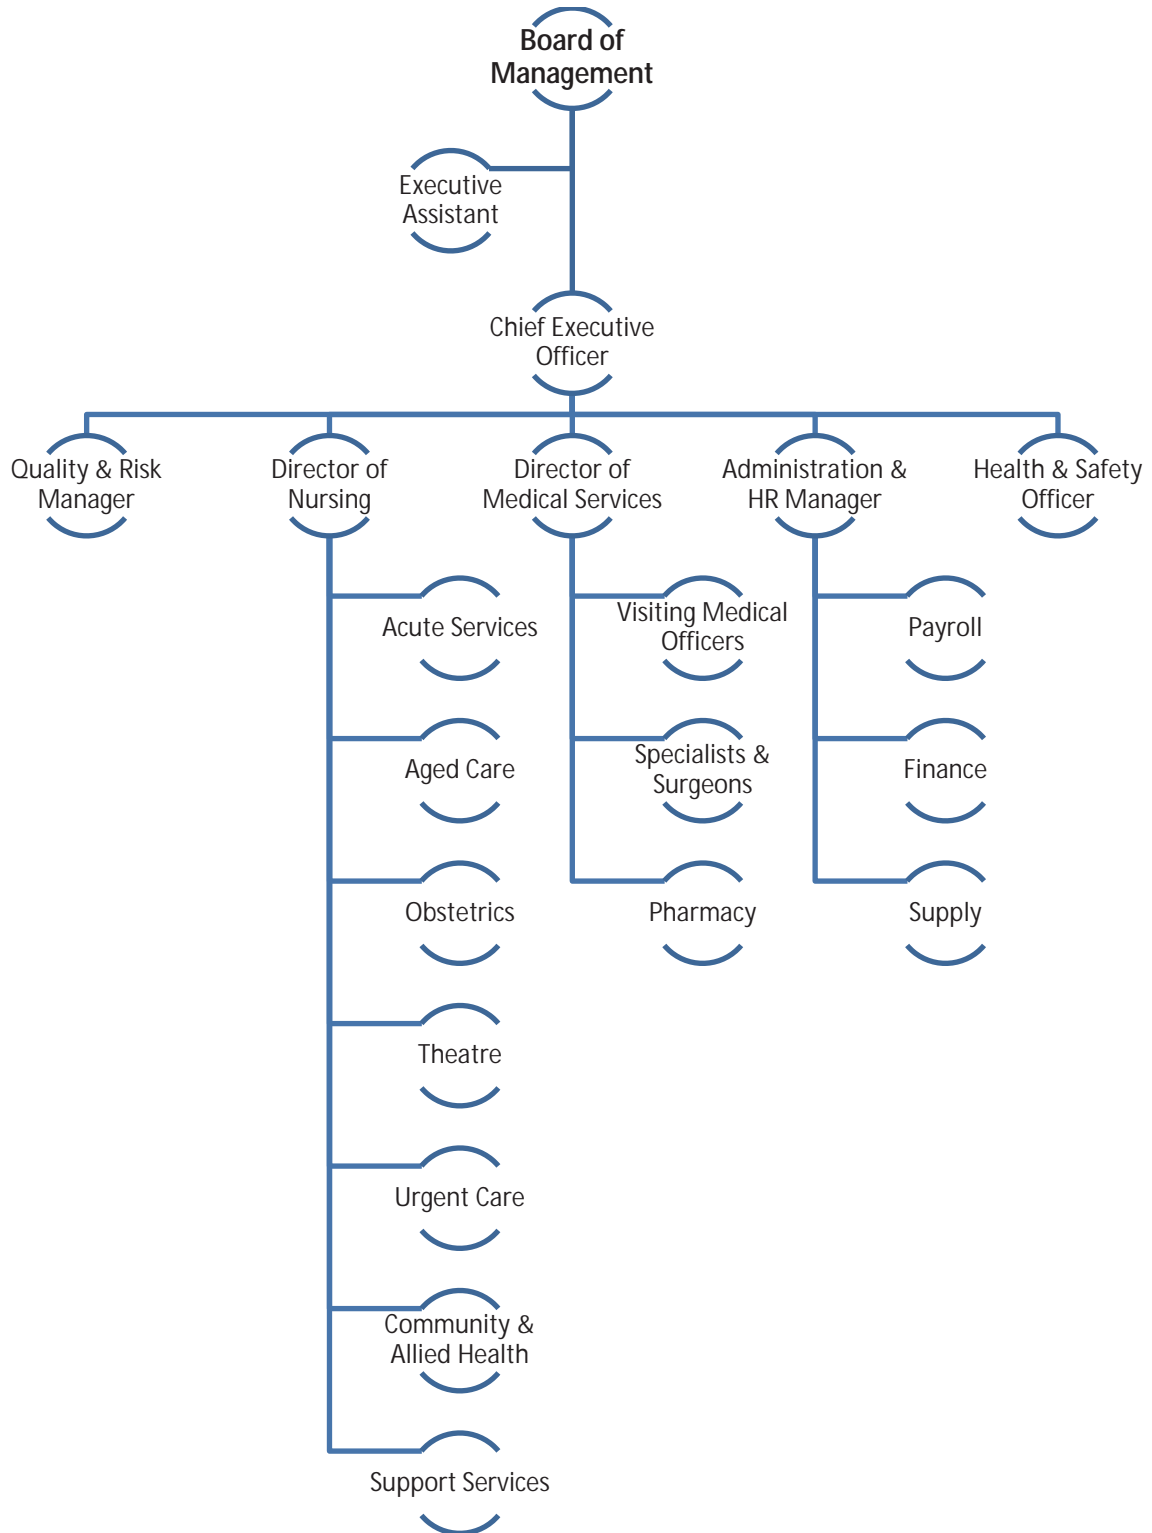 Board of
Management
Executive
Assistant
Chief Executive
Officer
Quality & Risk
Manager
Director of
Nursing
Director of
Medical Services
Administration &
HR Manager
Health & Safety
Officer
Acute Services
Aged Care
Obstetrics
Theatre
Urgent Care
Community &
Allied Health
Support Services
Visiting Medical
Officers
Specialists &
Surgeons
Pharmacy
Payroll
Finance
Supply